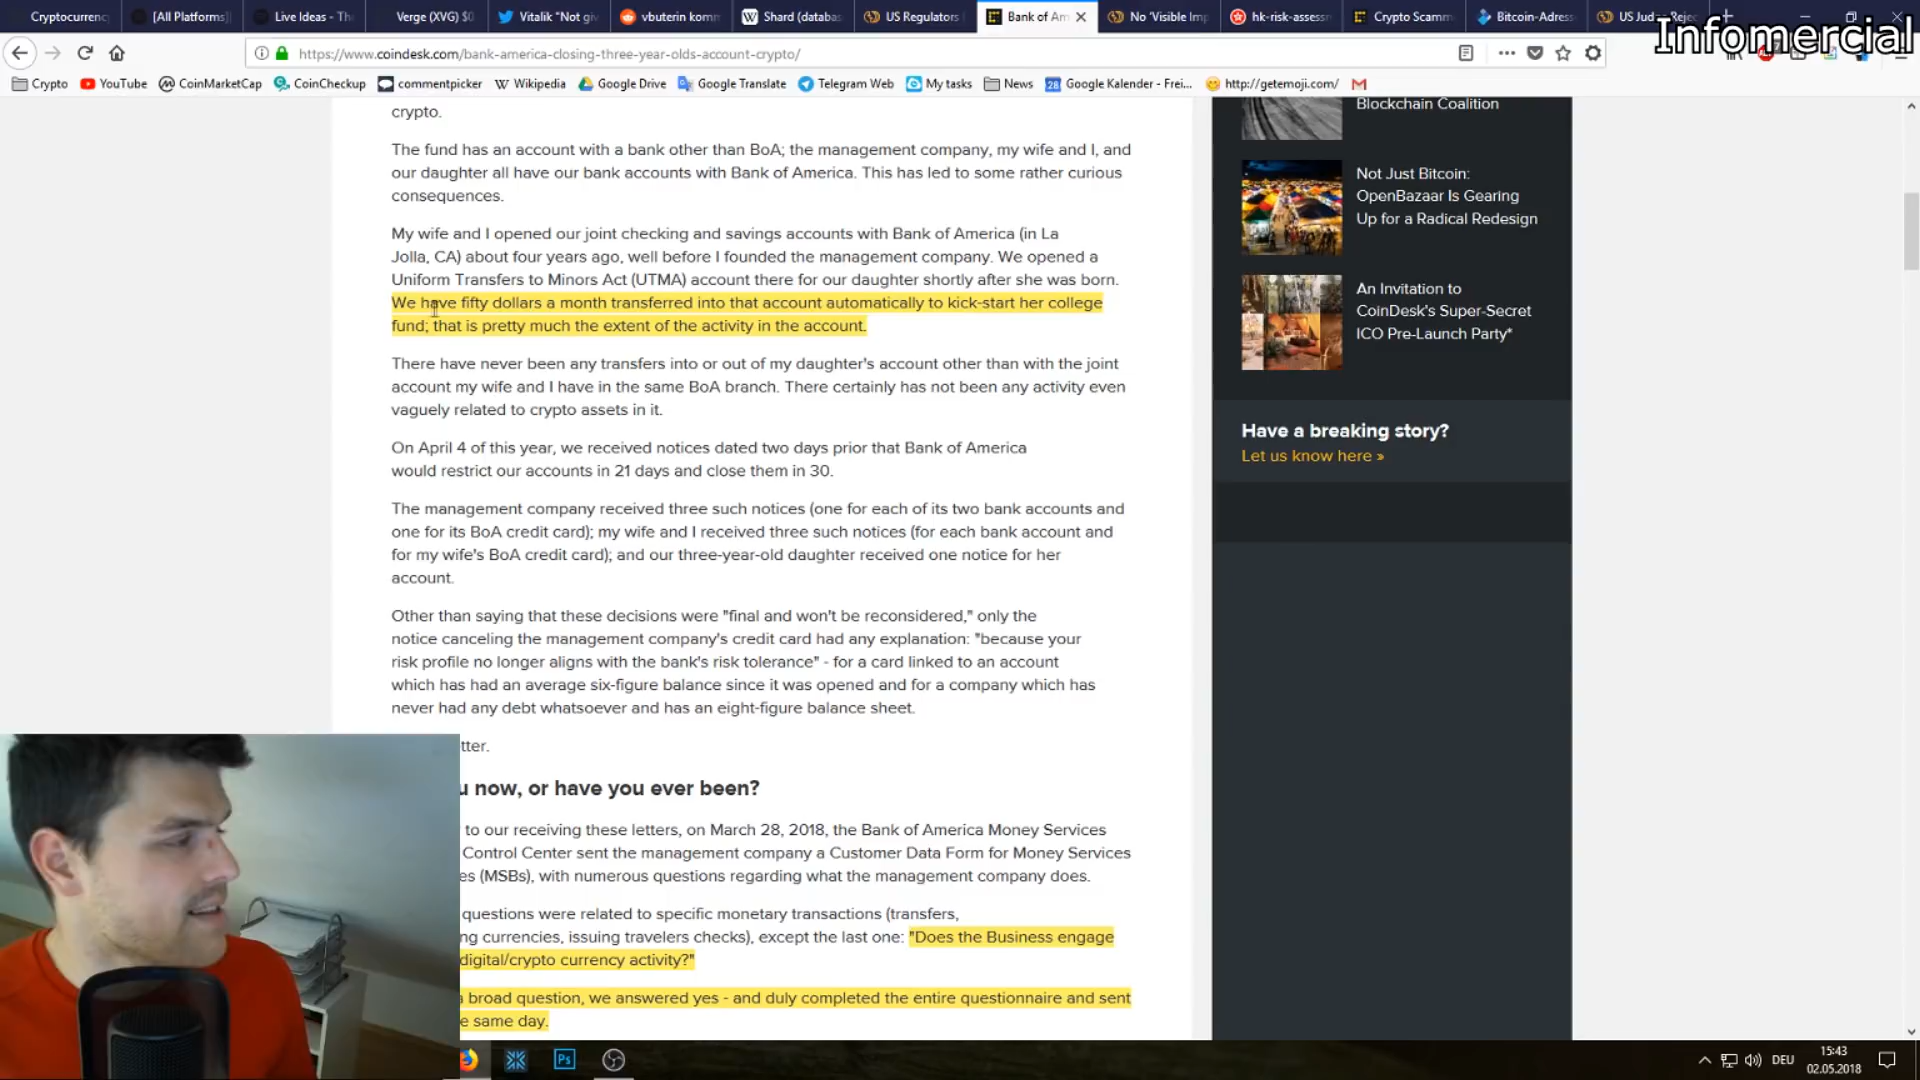 Cryptocurrenc
[All Platforms]
Live Ideas - The
Verge (XVG) $0
Vitalik "Not giv
vbuterin komm
Shard (databas
US Regulators
Bank of Am
No 'Visible Imp
hk-risk-assessm
Crypto Scamm
Bitcoin-Adress
US Judge Rejec
Infomercial
https://www.coindesk.com/bank-america-closing-three-year-olds-account-crypto/
Crypto
YouTube
CoinMarketCap
CoinCheckup
commentpicker
Wikipedia
Google Drive
Google Translate
Telegram Web
My tasks
News
28
Google Kalender - Frei...
http://getemoji.com/
crypto.
The fund has an account with a bank other than BoA; the management company, my wife and I, and
our daughter all have our bank accounts with Bank of America. This has led to some rather curious
consequences.
My wife and I opened our joint checking and savings accounts with Bank of America (in La
Jolla, CA) about four years ago, well before I founded the management company. We opened a
Uniform Transfers to Minors Act (UTMA) account there for our daughter shortly after she was born.
We have fifty dollars a month transferred into that account automatically to kick-start her college
fund; that is pretty much the extent of the activity in the account.
There have never been any transfers into or out of my daughter's account other than with the joint
account my wife and I have in the same BoA branch. There certainly has not been any activity even
vaguely related to crypto assets in it.
On April 4 of this year, we received notices dated two days prior that Bank of America
would restrict our accounts in 21 days and close them in 30.
The management company received three such notices (one for each of its two bank accounts and
one for its BoA credit card); my wife and I received three such notices (for each bank account and
for my wife's BoA credit card); and our three-year-old daughter received one notice for her
account.
Other than saying that these decisions were "final and won't be reconsidered," only the
notice canceling the management company's credit card had any explanation: "because your
risk profile no longer aligns with the bank's risk tolerance" - for a card linked to an account
which has had an average six-figure balance since it was opened and for a company which has
never had any debt whatsoever and has an eight-figure balance sheet.
tter.
u now, or have you ever been?
to our receiving these letters, on March 28, 2018, the Bank of America Money Services
Control Center sent the management company a Customer Data Form for Money Services
es (MSBs), with numerous questions regarding what the management company does.
questions were related to specific monetary transactions (transfers,
ng currencies, issuing travelers checks), except the last one: "Does the Business engage
digital/crypto currency activity?"
a broad question, we answered yes - and duly completed the entire questionnaire and sent
e same day.
Blockchain Coalition
Not Just Bitcoin:
OpenBazaar Is Gearing
Up for a Radical Redesign
An Invitation to
CoinDesk's Super-Secret
ICO Pre-Launch Party*
Have a breaking story?
Let us know here »
Ps
DEU
15:43
02.05.2018